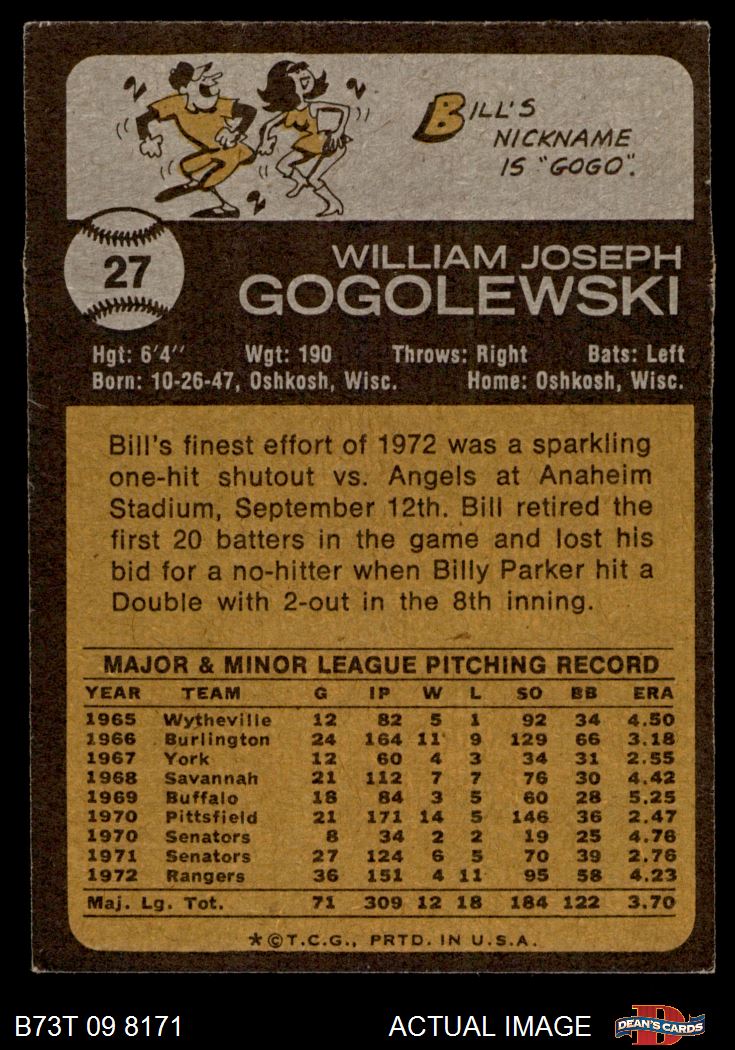 BILL'S
NICKNAME
IS "GOGO".
27
WILLIAM JOSEPH
GOGOLEWSKI
Hgt: 6'4" Wgt: 190 Throws: Right Bats: Left
Born: 10-26-47, Oshkosh, Wisc. Home: Oshkosh, Wisc.
Bill's finest effort of 1972 was a sparkling
one-hit shutout vs. Angels at Anaheim
Stadium, September 12th. Bill retired the
first 20 batters in the game and lost his
bid for a no-hitter when Billy Parker hit a
Double with 2-out in the 8th inning.
MAJOR & MINOR LEAGUE PITCHING RECORD
YEAR TEAM G IP W L SO BB ERA
1965 Wytheville 12 82 5 1 92 34 4.50
1966 Burlington 24 164 11 9 129 66 3.18
1967 York 12 60 4 3 34 31 2.55
1968 Savannah 21 112 7 7 76 30 4.42
1969 Buffalo 18 84 3 5 60 28 5.25
1970 Pittsfield 21 171 14 5 146 36 2.47
1970 Senators 8 34 2 2 19 25 4.76
1971 Senators 27 124 6 5 70 39 2.76
1972 Rangers 36 151 4 11 95 58 4.23
Maj. Lg. Tot. 71 309 12 18 184 122 3.70
*©T.C.G., PRTD. IN U.S.A.
B73T 09 8171 ACTUAL IMAGE D DEAN'S CARDS